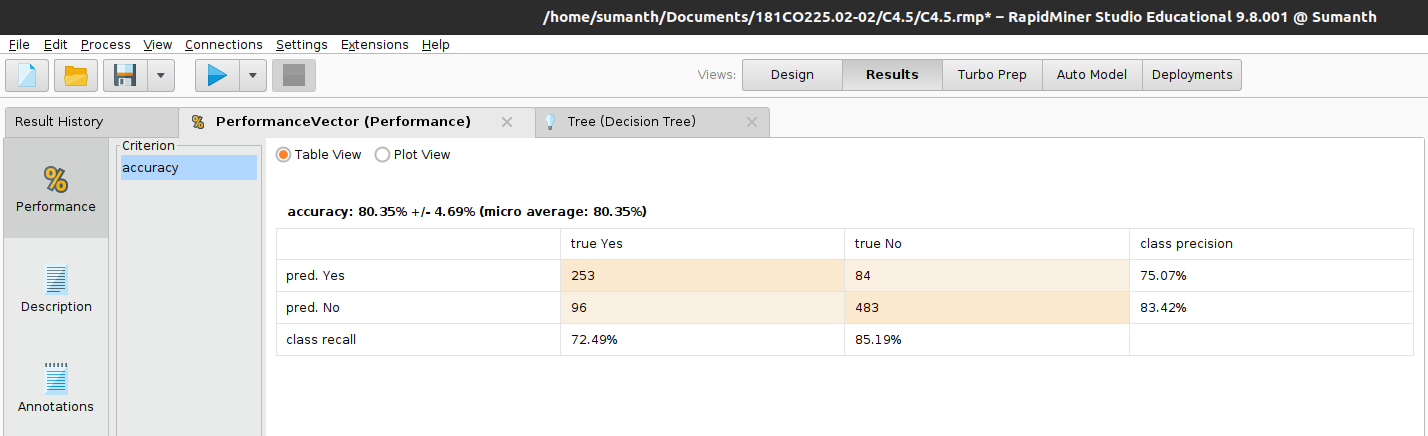 /home/sumanth/Documents/181CO225.02-02/C4.5/C4.5.rmp* – RapidMiner Studio Educational 9.8.001 @ Sumanth
File Edit Process View Connections Settings Extensions Help
Views: Design Results Turbo Prep Auto Model Deployments
Result History % PerformanceVector (Performance) Tree (Decision Tree)
%
Performance
Description
Annotations
Criterion
accuracy
Table View Plot View
accuracy: 80.35% +/- 4.69% (micro average: 80.35%)
true Yes true No class precision
pred. Yes 253 84 75.07%
pred. No 96 483 83.42%
class recall 72.49% 85.19%